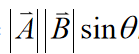 = |A⃗||B⃗| sinθ